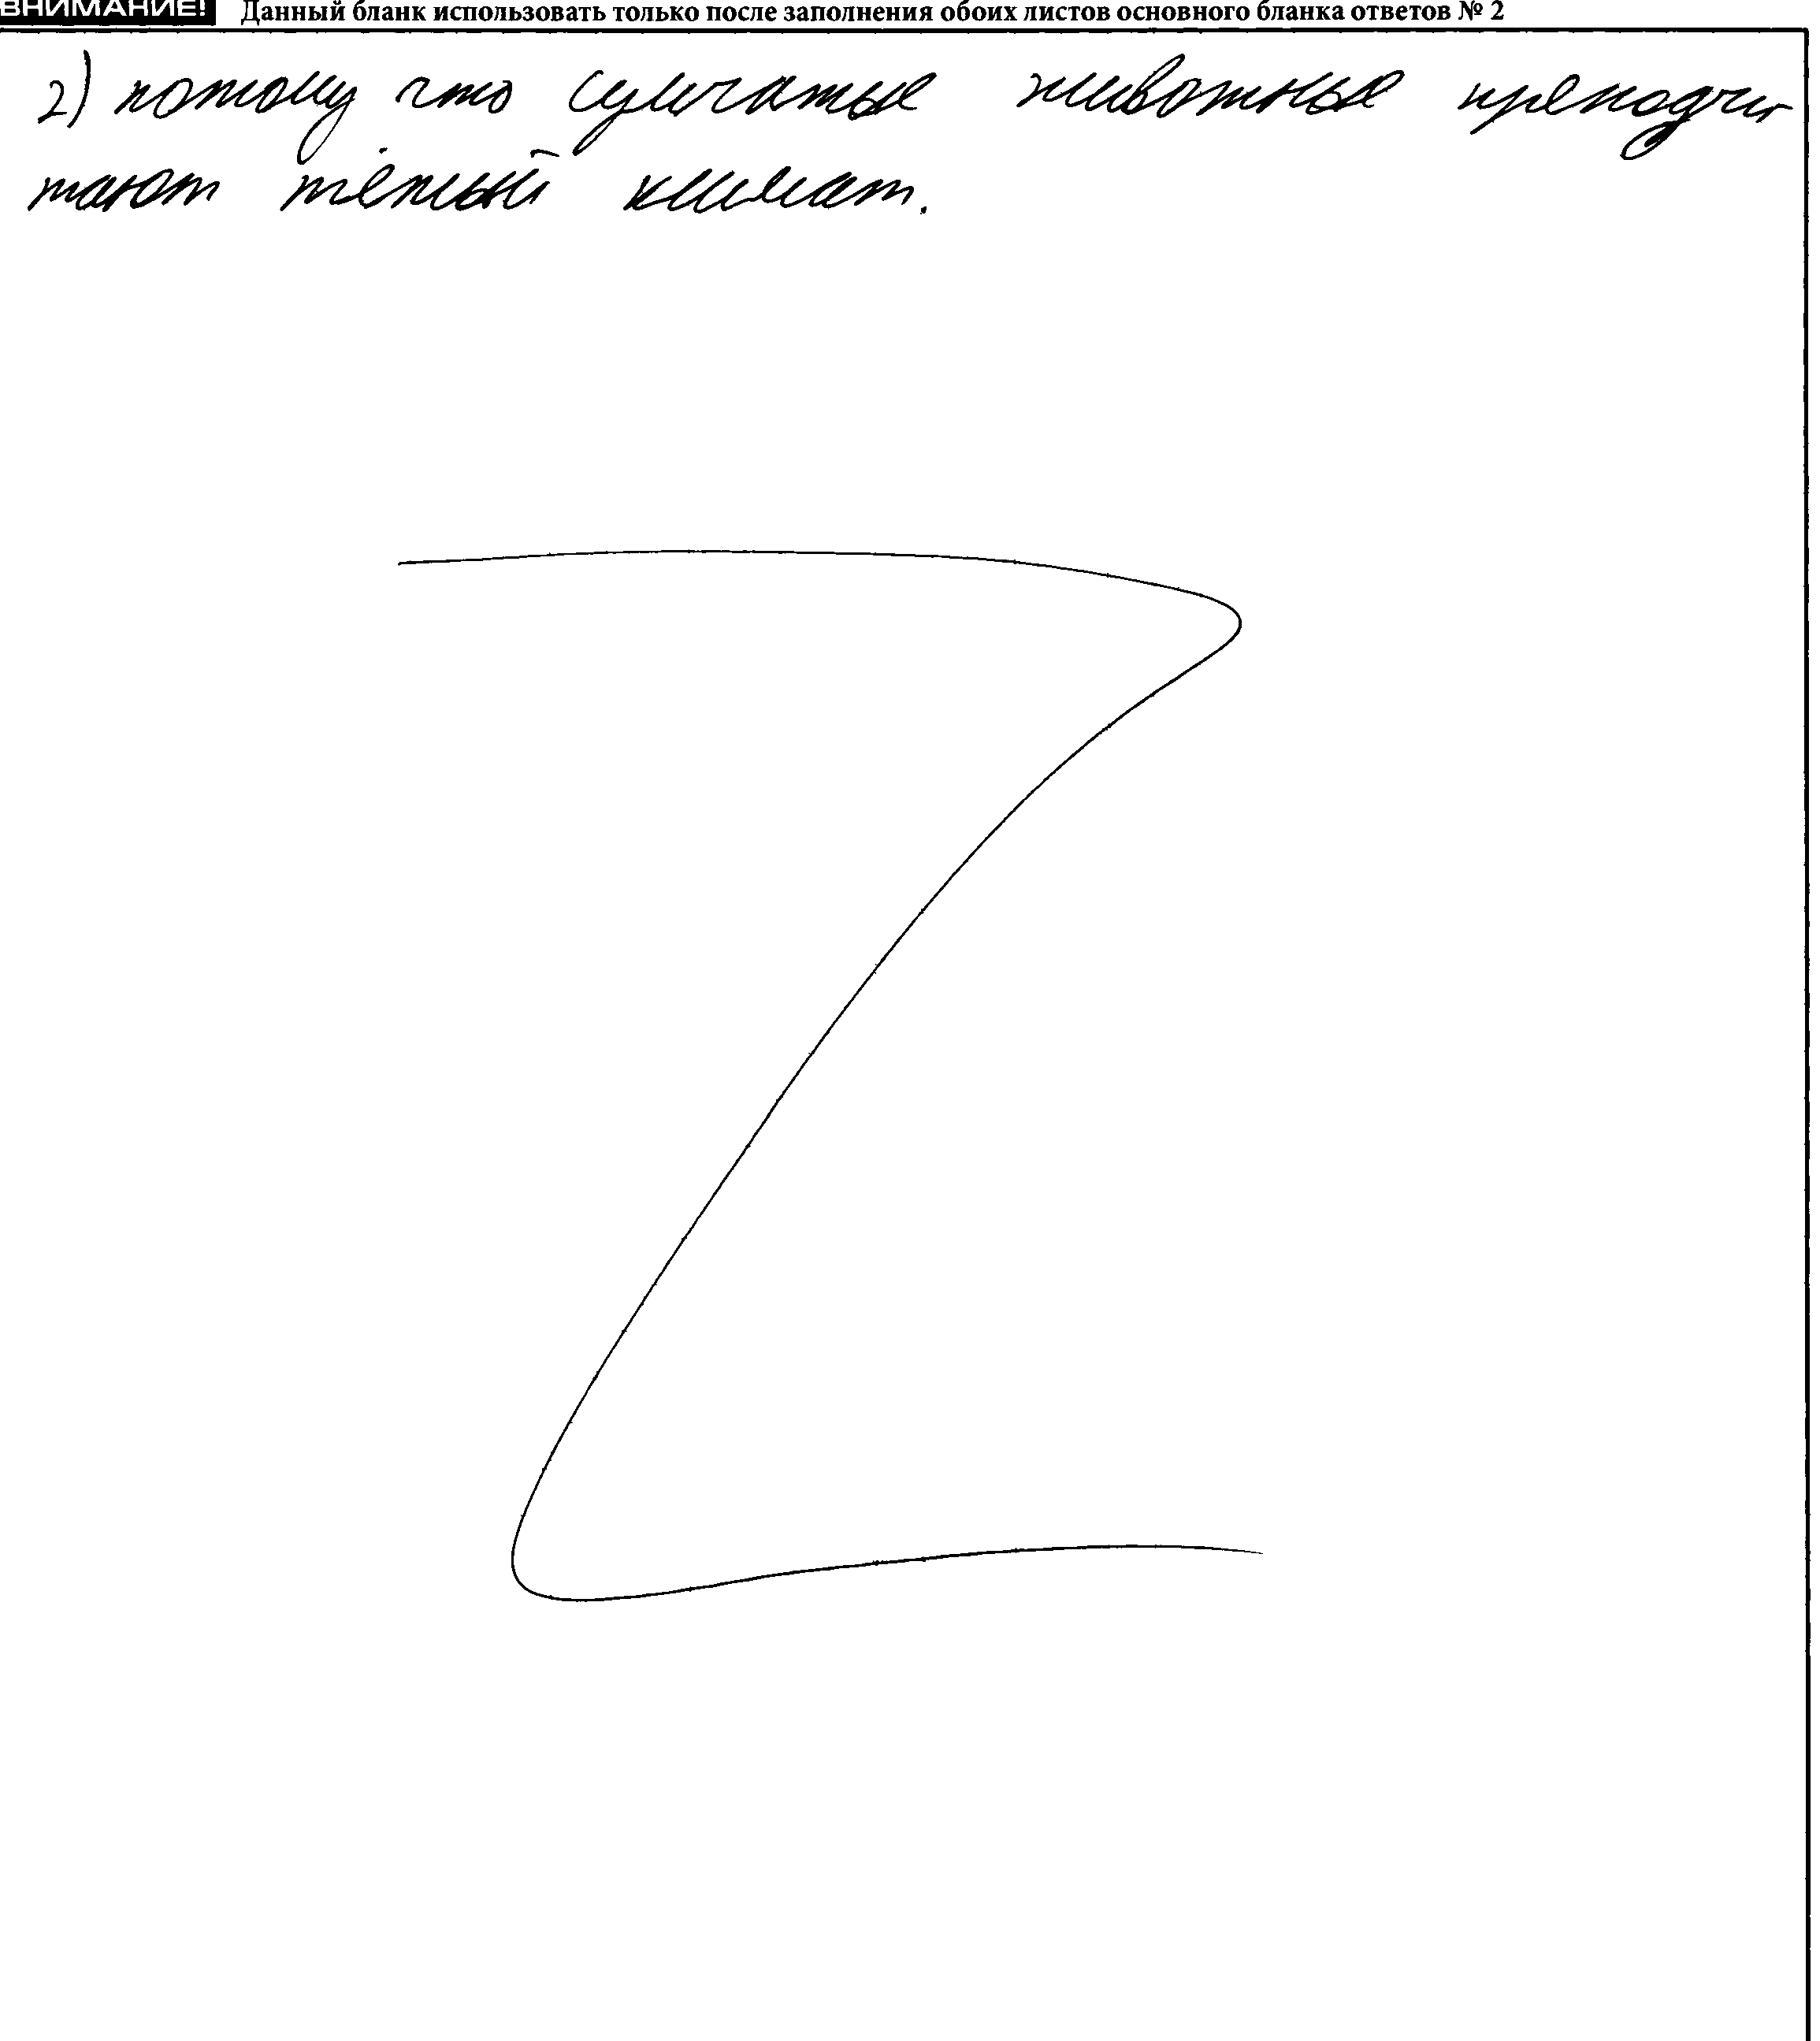 ВНИМАНИЕ! Данный бланк использовать только после заполнения обоих листов основного бланка ответов № 2
2) потому что сумчатые животные преподчи
тают тёплый климат.